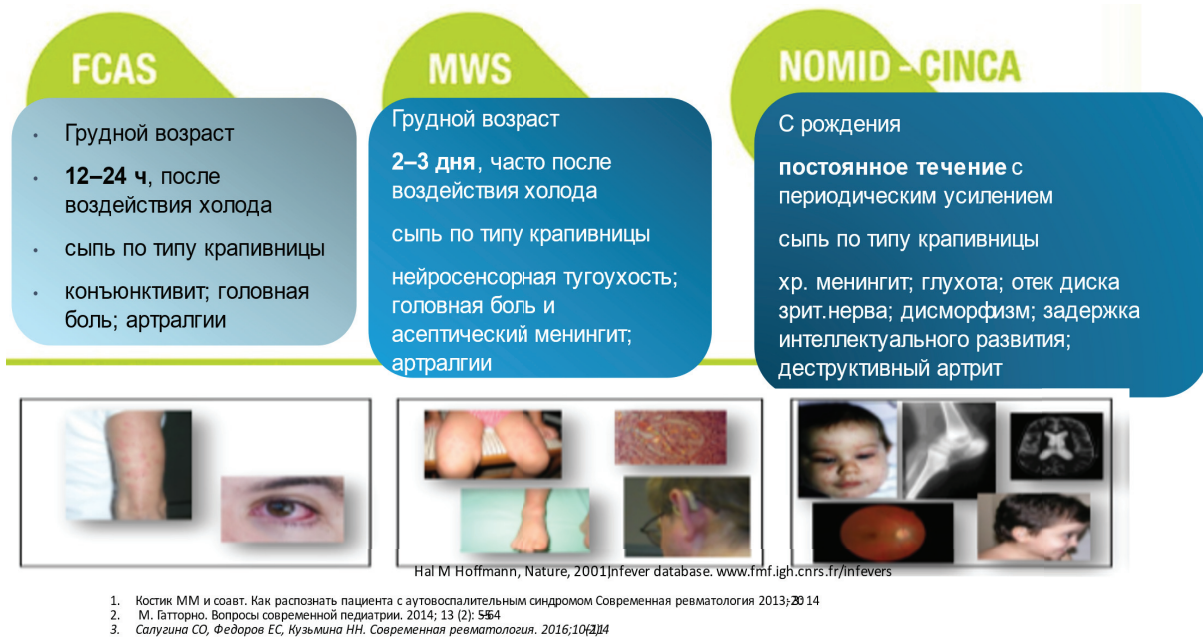 FCAS
Грудной возраст
12–24 ч, после
воздействия холода
сыпь по типу крапивницы
конъюнктивит; головная
боль; артралгии
MWS
Грудной возраст
2–3 дня, часто после
воздействия холода
сыпь по типу крапивницы
нейросенсорная тугоухость;
головная боль и
асептический менингит;
артралгии
NOMID - CINCA
С рождения
постоянное течение с
периодическим усилением
сыпь по типу крапивницы
хр. менингит; глухота; отек диска
зрит.нерва; дисморфизм; задержка
интеллектуального развития;
деструктивный артрит
Hal M Hoffmann, Nature, 2001Infever database. www.fmf.igh.cnrs.fr/infevers
1. Костик ММ и соавт. Как распознать пациента с аутовоспалительным синдромом Современная ревматология 2013;
2. М. Гатторно. Вопросы современной педиатрии. 2014; 13 (2):
3. Салугина СО, Федоров ЕС, Кузьмина НН. Современная ревматология. 2016;